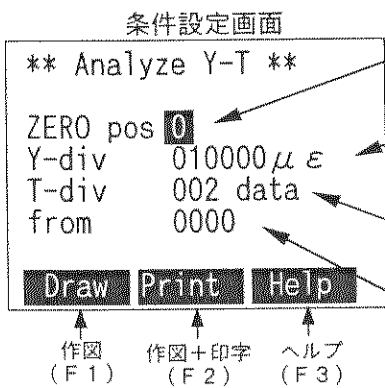 条件設定画面
** Analyze Y-T **
ZERO pos 0
Y-div 010000με
T-div 002 data
from 0000
Draw Print Help
作図 作図+印字 ヘルプ
(F1) (F2) (F3)